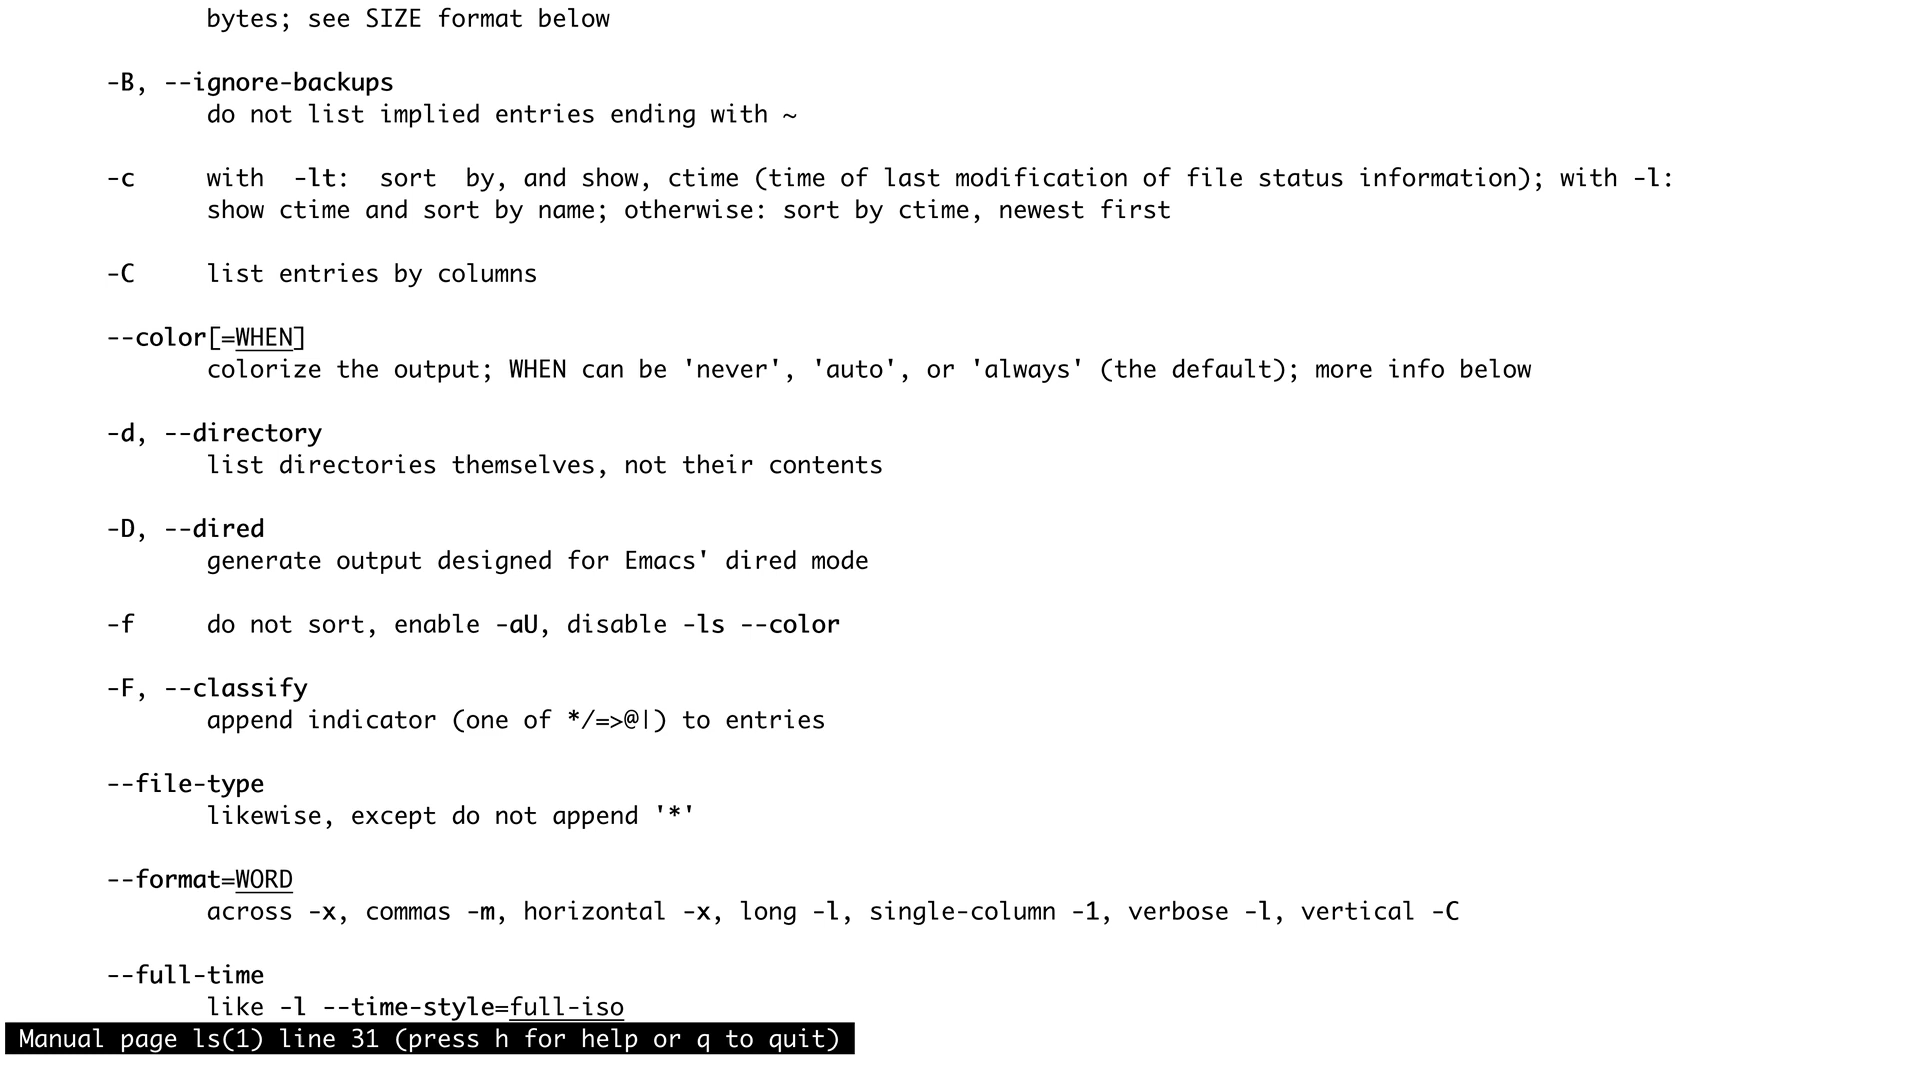 bytes; see SIZE format below
-B, --ignore-backups
do not list implied entries ending with ~
-c     with  -lt:  sort  by, and show, ctime (time of last modification of file status information); with -l:
show ctime and sort by name; otherwise: sort by ctime, newest first
-C     list entries by columns
--color[=WHEN]
colorize the output; WHEN can be 'never', 'auto', or 'always' (the default); more info below
-d, --directory
list directories themselves, not their contents
-D, --dired
generate output designed for Emacs' dired mode
-f     do not sort, enable -aU, disable -ls --color
-F, --classify
append indicator (one of */=>@|) to entries
--file-type
likewise, except do not append '*'
--format=WORD
across -x, commas -m, horizontal -x, long -l, single-column -1, verbose -l, vertical -C
--full-time
like -l --time-style=full-iso
Manual page ls(1) line 31 (press h for help or q to quit)